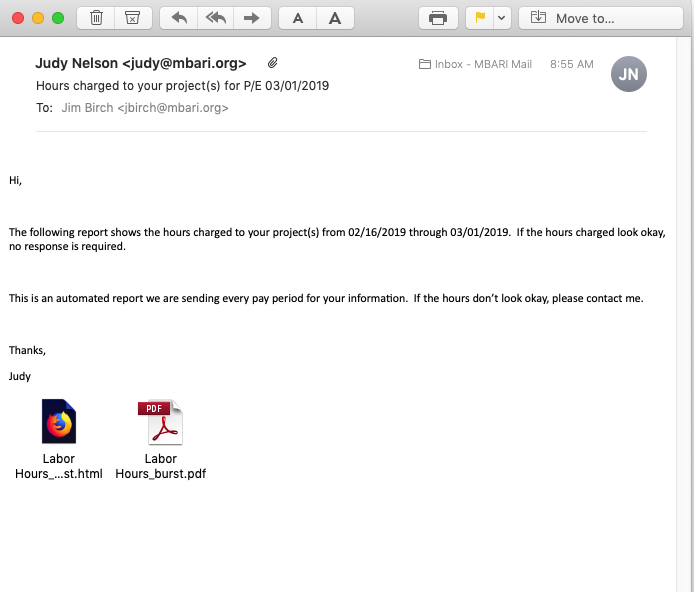 A A Move to...
Judy Nelson <judy@mbari.org> Inbox - MBARI Mail 8:55 AM JN
Hours charged to your project(s) for P/E 03/01/2019
To: Jim Birch <jbirch@mbari.org>
Hi,
The following report shows the hours charged to your project(s) from 02/16/2019 through 03/01/2019.  If the hours charged look okay,
no response is required.
This is an automated report we are sending every pay period for your information.  If the hours don’t look okay, please contact me.
Thanks,
Judy
PDF
Labor Labor
Hours_...st.html Hours_burst.pdf